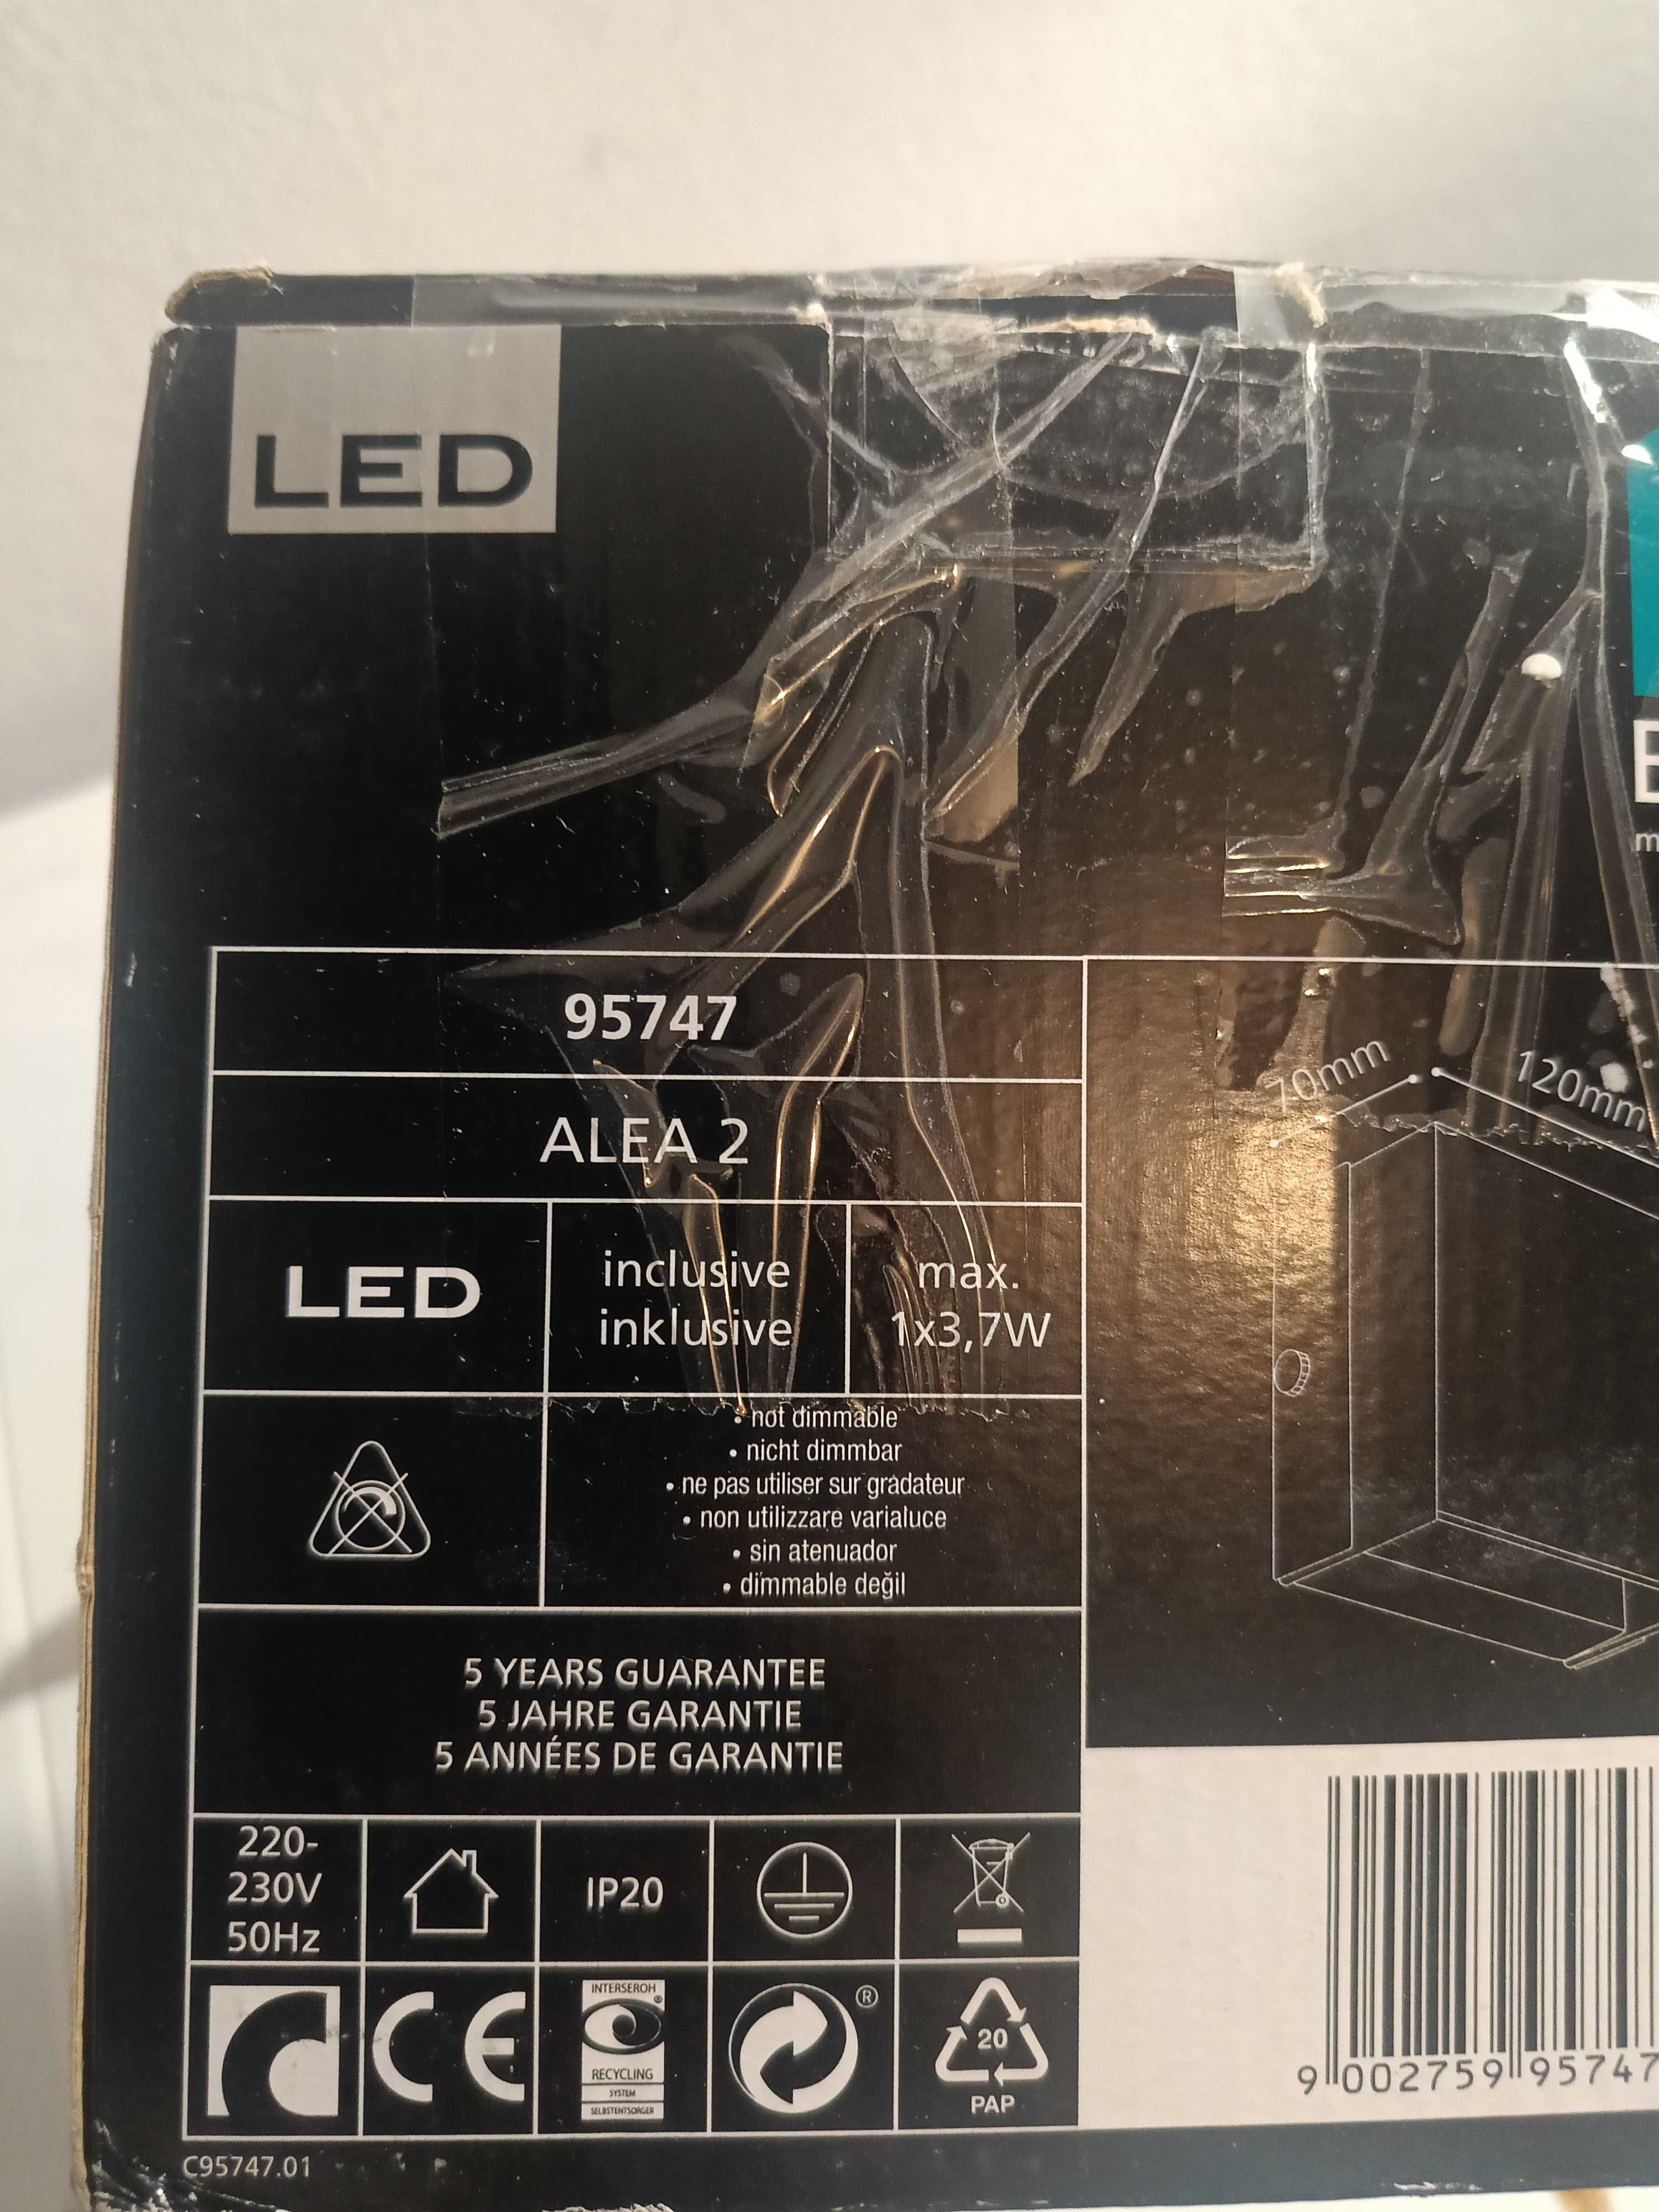 LED
95747
ALEA 2
LED
inclusive
inklusive
max.
1x3,7W
• not dimmable
• nicht dimmbar
• ne pas utiliser sur gradateur
• non utilizzare varialuce
• sin atenuador
• dimmable değil
5 YEARS GUARANTEE
5 JAHRE GARANTIE
5 ANNÉES DE GARANTIE
220-
230V
50Hz
IP20
CE
INTERSEROH
®
RECYCLING
SYSTEM
SELBSTENTSORGER
®
20
PAP
C95747.01
70mm
120mm
9 002759 95747